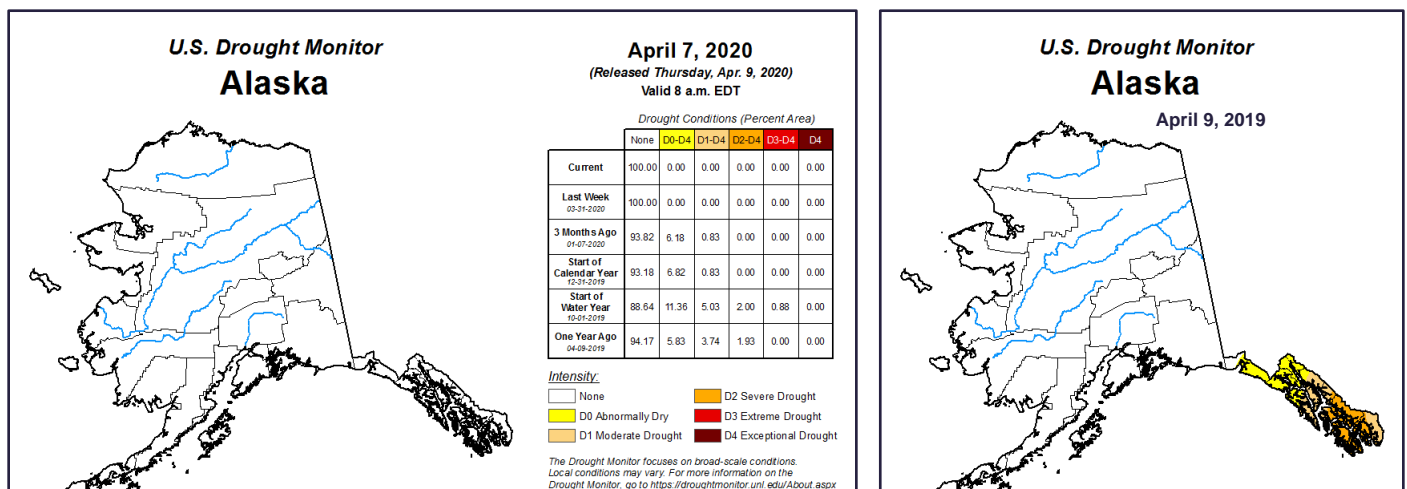 U.S. Drought Monitor
Alaska
April 7, 2020
(Released Thursday, Apr. 9, 2020)
Valid 8 a.m. EDT
Drought Conditions (Percent Area)
None D0-D4 D1-D4 D2-D4 D3-D4 D4
Current 100.00 0.00 0.00 0.00 0.00 0.00
Last Week
03-31-2020
100.00 0.00 0.00 0.00 0.00 0.00
3 Months Ago
01-07-2020
93.82 6.18 0.83 0.00 0.00 0.00
Start of
Calendar Year
12-31-2019
93.18 6.82 0.83 0.00 0.00 0.00
Start of
Water Year
10-01-2019
88.64 11.36 5.03 2.00 0.88 0.00
One Year Ago
04-09-2019
94.17 5.83 3.74 1.93 0.00 0.00
Intensity:
None
D0 Abnormally Dry
D1 Moderate Drought
D2 Severe Drought
D3 Extreme Drought
D4 Exceptional Drought
The Drought Monitor focuses on broad-scale conditions.
Local conditions may vary. For more information on the
Drought Monitor, go to https://droughtmonitor.unl.edu/About.aspx
U.S. Drought Monitor
Alaska
April 9, 2019